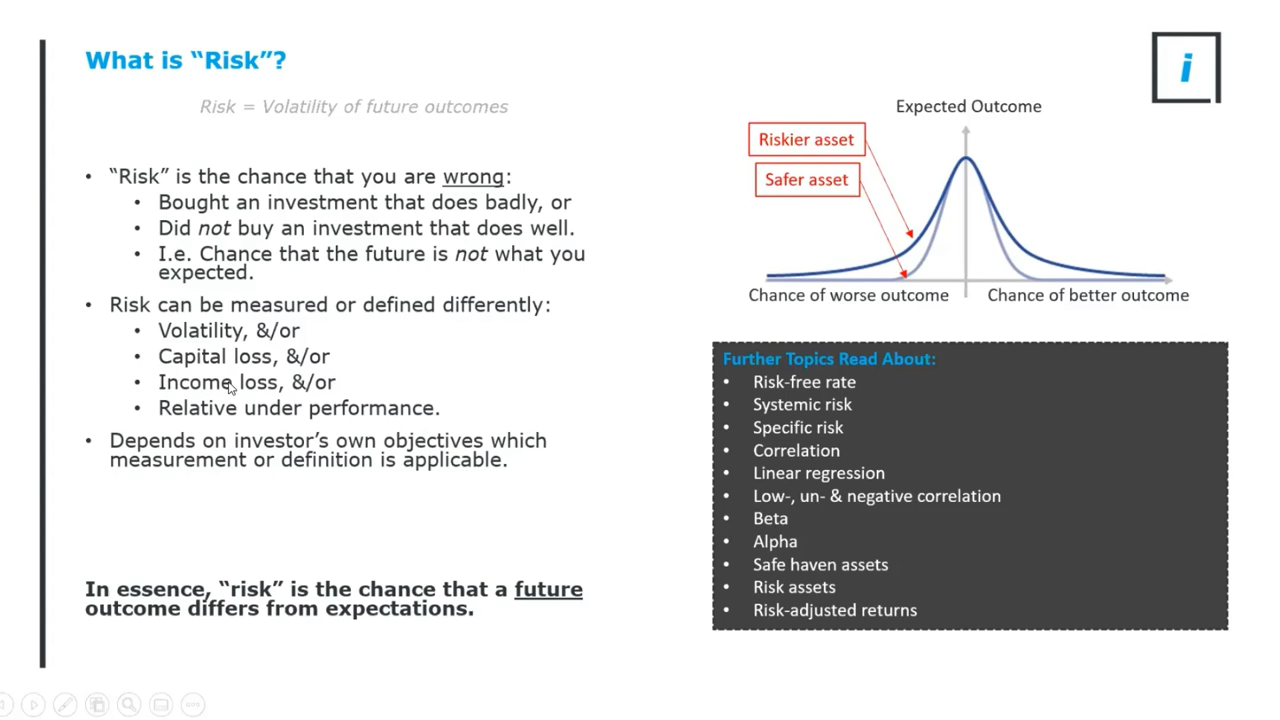 What is “Risk”?
i
Risk = Volatility of future outcomes
• “Risk” is the chance that you are wrong:
• Bought an investment that does badly, or
• Did not buy an investment that does well.
• I.e. Chance that the future is not what you
expected.
• Risk can be measured or defined differently:
• Volatility, &/or
• Capital loss, &/or
• Income loss, &/or
• Relative under performance.
• Depends on investor’s own objectives which
measurement or definition is applicable.
In essence, “risk” is the chance that a future
outcome differs from expectations.
Expected Outcome
Riskier asset
Safer asset
Chance of worse outcome
Chance of better outcome
Further Topics Read About:
• Risk-free rate
• Systemic risk
• Specific risk
• Correlation
• Linear regression
• Low-, un- & negative correlation
• Beta
• Alpha
• Safe haven assets
• Risk assets
• Risk-adjusted returns